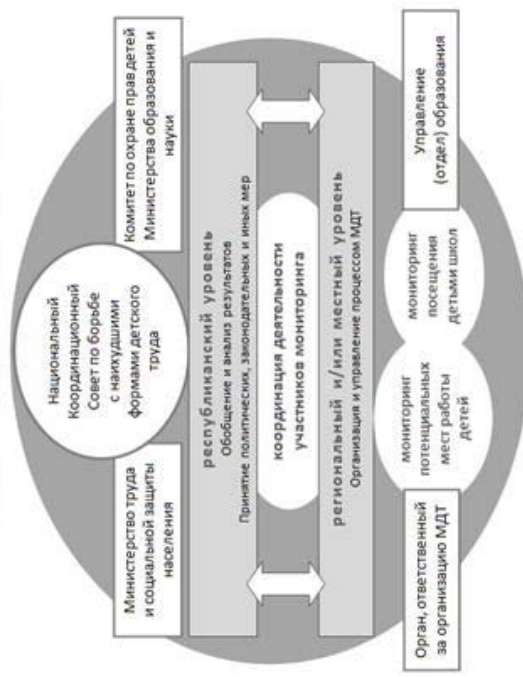 Национальный
Координационный
Совет по борьбе
с наихудшими
формами детского
труда
Министерство труда
и социальной защиты
населения
Комитет по охране прав детей
Министерства образования и
науки
республиканский уровень
Обобщение и анализ результатов
Принятие политических, законодательных и иных мер
координация деятельности
участников мониторинга
региональный и/или местный уровень
Организация и управление процессом МДТ
Орган, ответственный
за организацию МДТ
мониторинг
потенциальных
мест работы
детей
мониторинг
посещения
детьми школ
Управление
(отдел) образования